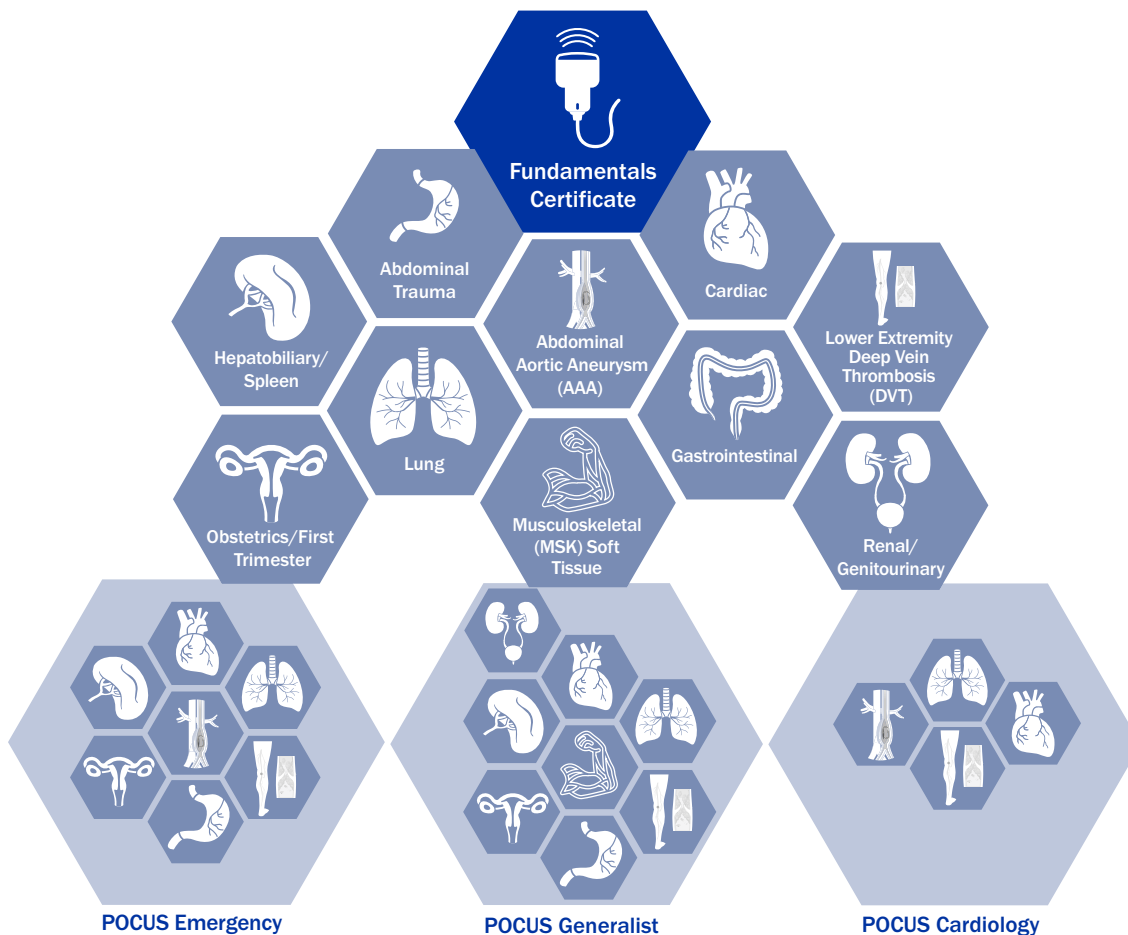 Fundamentals
Certificate
Abdominal
Trauma
Cardiac
Hepatobiliary/
Spleen
Abdominal
Aortic Aneurysm
(AAA)
Lower Extremity
Deep Vein
Thrombosis
(DVT)
Lung
Gastrointestinal
Obstetrics/First
Trimester
Musculoskeletal
(MSK) Soft
Tissue
Renal/
Genitourinary
POCUS Emergency
POCUS Generalist
POCUS Cardiology